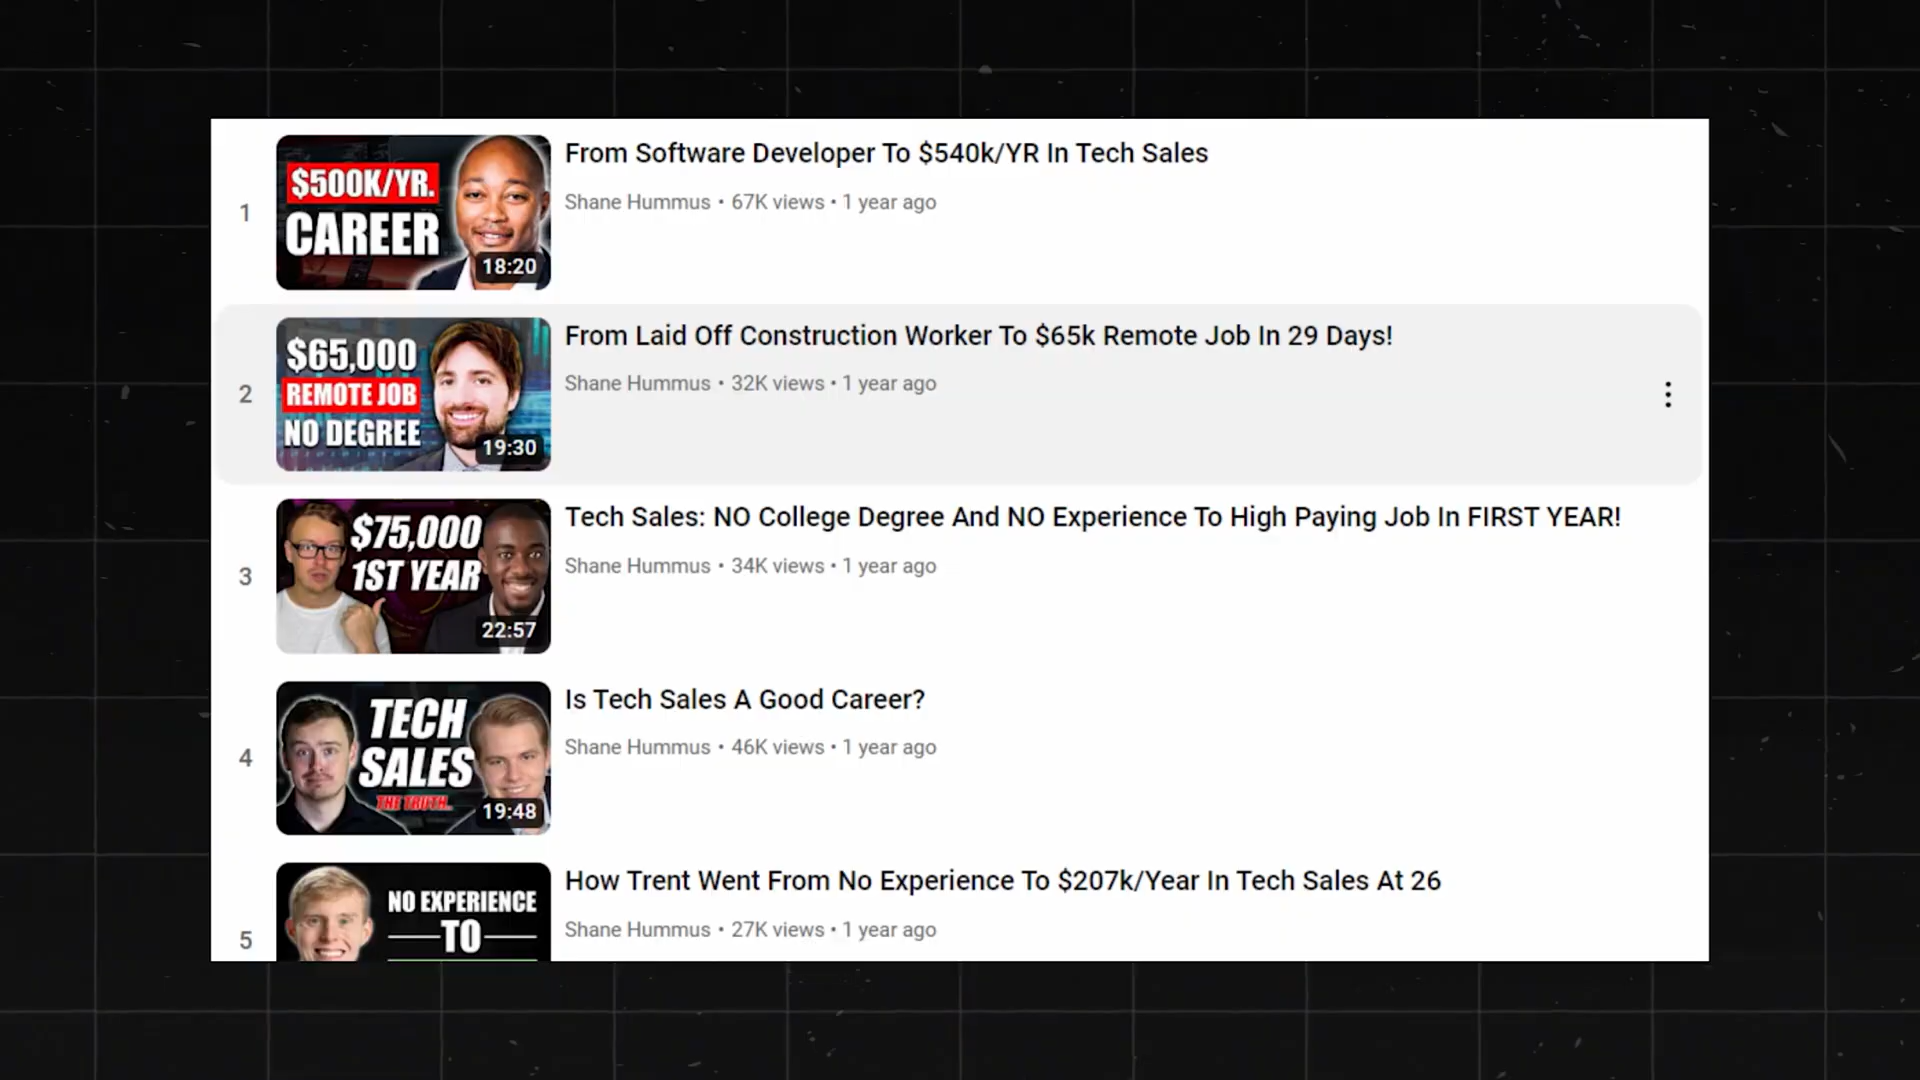 1
$500K/YR.
CAREER
18:20
From Software Developer To $540k/YR In Tech Sales
Shane Hummus • 67K views • 1 year ago
2
$65,000
REMOTE JOB
NO DEGREE
19:30
From Laid Off Construction Worker To $65k Remote Job In 29 Days!
Shane Hummus • 32K views • 1 year ago
3
$75,000
1ST YEAR
22:57
Tech Sales: NO College Degree And NO Experience To High Paying Job In FIRST YEAR!
Shane Hummus • 34K views • 1 year ago
4
TECH
SALES
THE TRUTH...
19:48
Is Tech Sales A Good Career?
Shane Hummus • 46K views • 1 year ago
5
NO EXPERIENCE
TO
How Trent Went From No Experience To $207k/Year In Tech Sales At 26
Shane Hummus • 27K views • 1 year ago